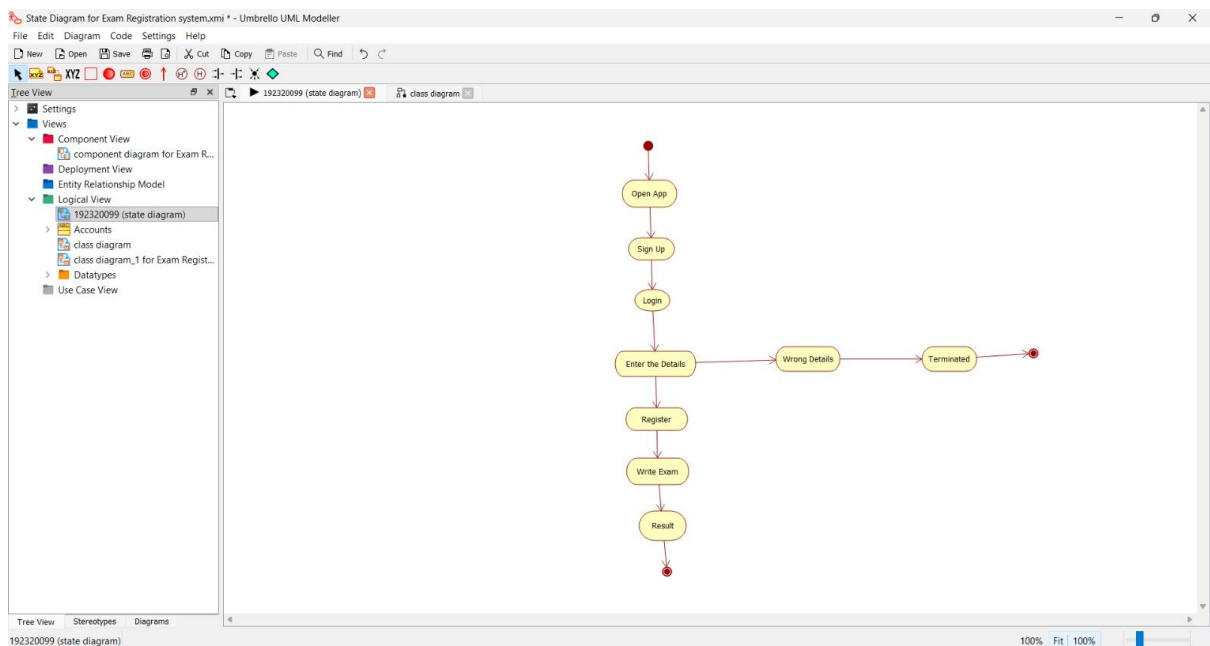 State Diagram for Exam Registration system.xmi * - Umbrello UML Modeller
File Edit Diagram Code Settings Help
New Open Save Cut Copy Paste Find
XYZ XYZ ABC H* H
Tree View
192320099 (state diagram) class diagram
Settings
Views
Component View
component diagram for Exam R...
Deployment View
Entity Relationship Model
Logical View
192320099 (state diagram)
Accounts
class diagram
class diagram_1 for Exam Regist...
Datatypes
Use Case View
Open App
Sign Up
Login
Enter the Details
Wrong Details
Terminated
Register
Write Exam
Result
Tree View Stereotypes Diagrams
192320099 (state diagram)
100% Fit 100%